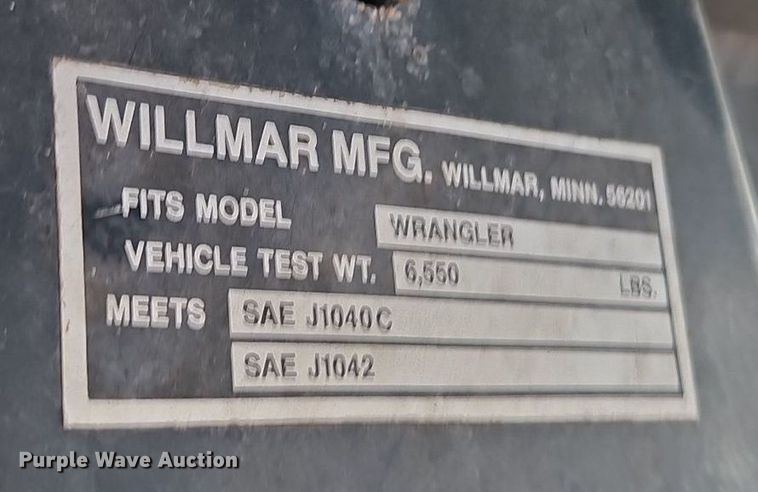 WILLMAR MFG. WILLMAR, MINN. 56201
FITS MODEL WRANGLER
VEHICLE TEST WT. 6,550 LBS.
MEETS SAE J1040C
SAE J1042
Purple Wave Auction